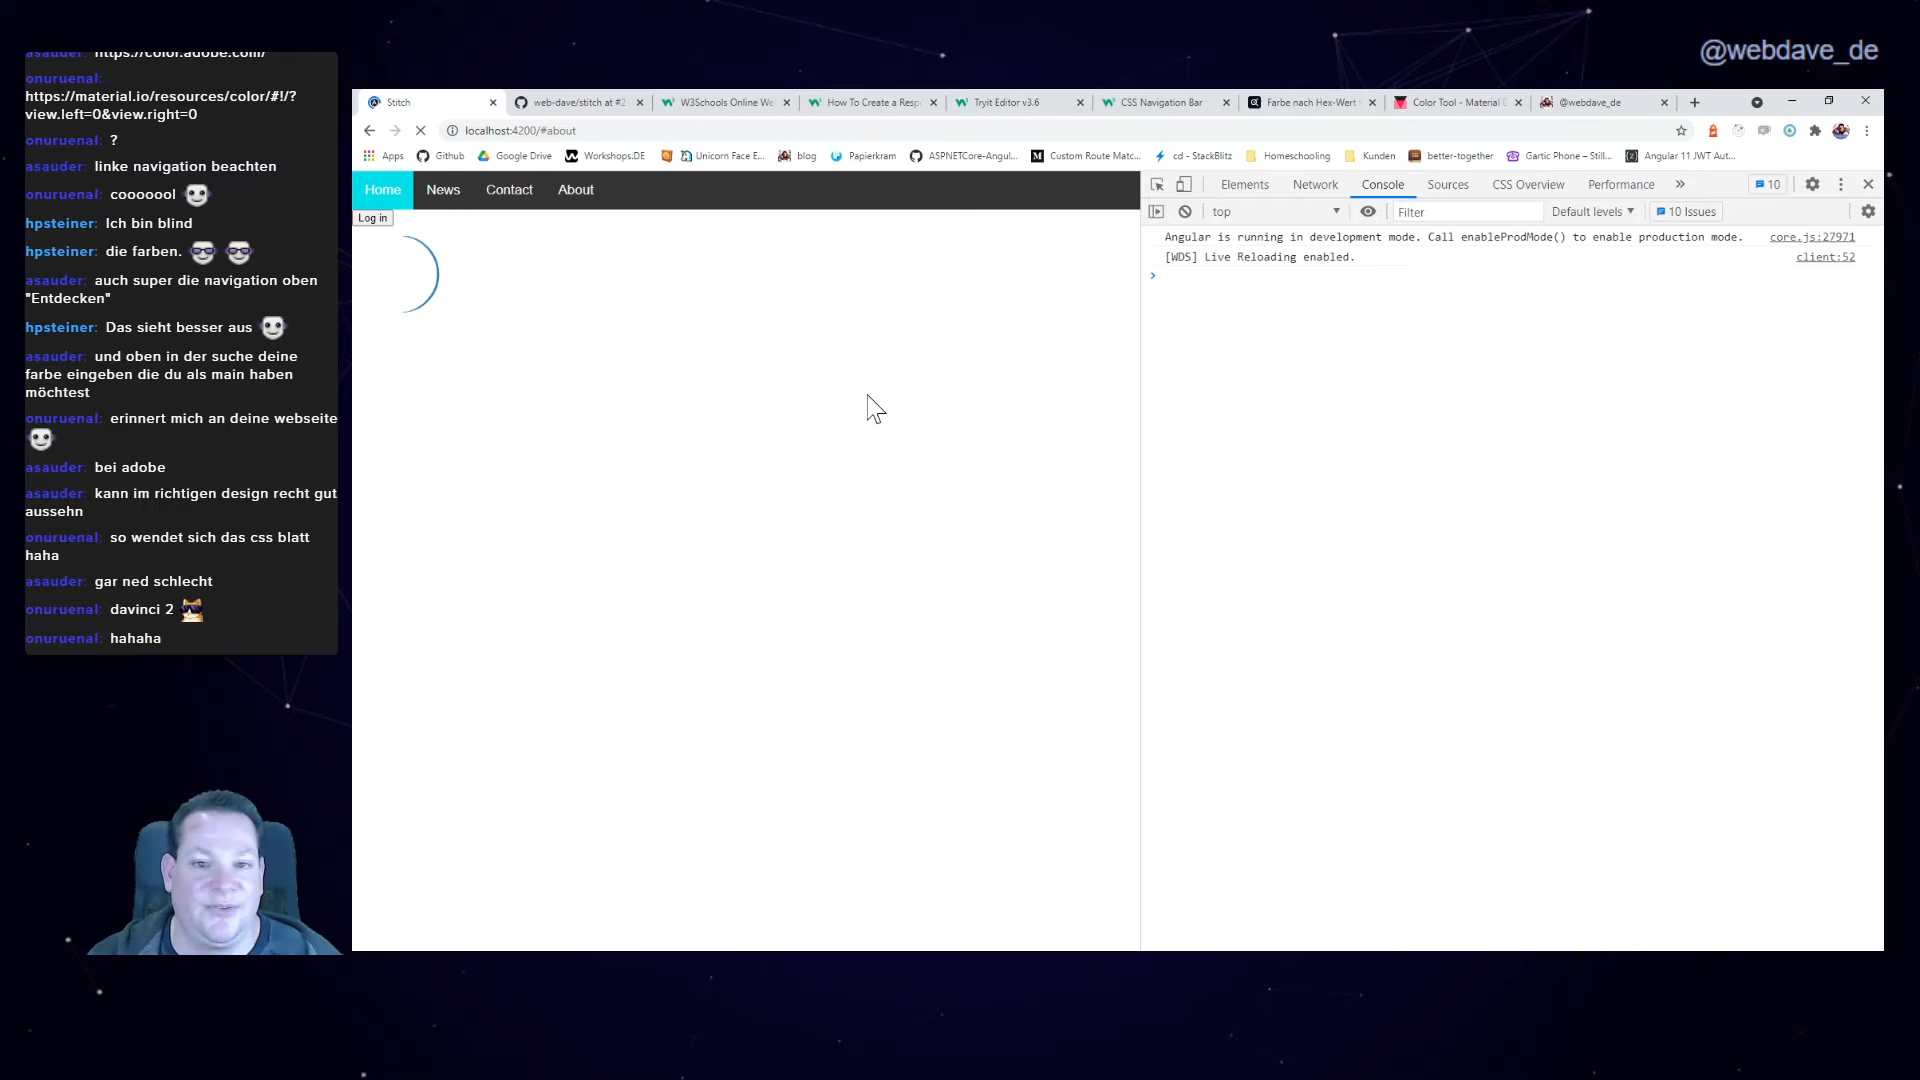 @webdave_de
asauder: https://color.adobe.com/
onuruenal:
https://material.io/resources/color/#!/?
view.left=0&view.right=0
onuruenal: ?
asauder: linke navigation beachten
onuruenal: cooooool
hpsteiner: Ich bin blind
hpsteiner: die farben.
asauder: auch super die navigation oben
"Entdecken"
hpsteiner: Das sieht besser aus
asauder: und oben in der suche deine
farbe eingeben die du als main haben
möchtest
onuruenal: erinnert mich an deine webseite
asauder: bei adobe
asauder: kann im richtigen design recht gut
aussehn
onuruenal: so wendet sich das css blatt
haha
asauder: gar ned schlecht
onuruenal: davinci 2
onuruenal: hahaha
Stitch web-dave/stitch at #2 W3Schools Online We How To Create a Resp Tryit Editor v3.6 CSS Navigation Bar Farbe nach Hex-Wert Color Tool - Material D @webdave_de
localhost:4200/#about
Apps Github Google Drive Workshops.DE Unicorn Face E... blog Papierkram ASPNETCore-Angul... Custom Route Matc... cd - StackBlitz Homeschooling Kunden better-together Gartic Phone – Still... Angular 11 JWT Aut...
Home News Contact About
Log in
Elements Network Console Sources CSS Overview Performance » 10
top Filter Default levels 10 Issues
Angular is running in development mode. Call enableProdMode() to enable production mode. core.js:27971
[WDS] Live Reloading enabled. client:52